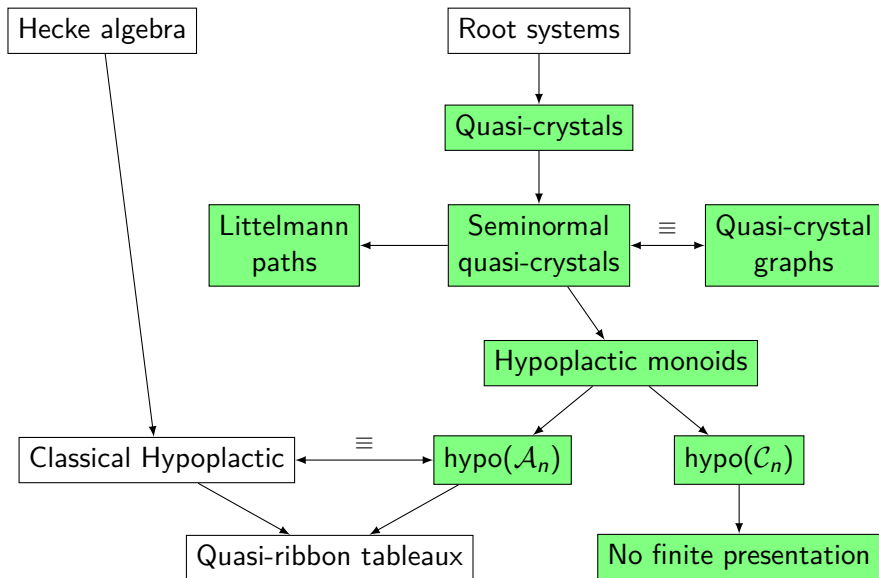 Hecke algebra
Root systems
Quasi-crystals
Littelmann
paths
Seminormal
quasi-crystals
≡
Quasi-crystal
graphs
Hypoplactic monoids
Classical Hypoplactic
≡
hypo(𝒜ₙ)
hypo(𝒞ₙ)
Quasi-ribbon tableaux
No finite presentation